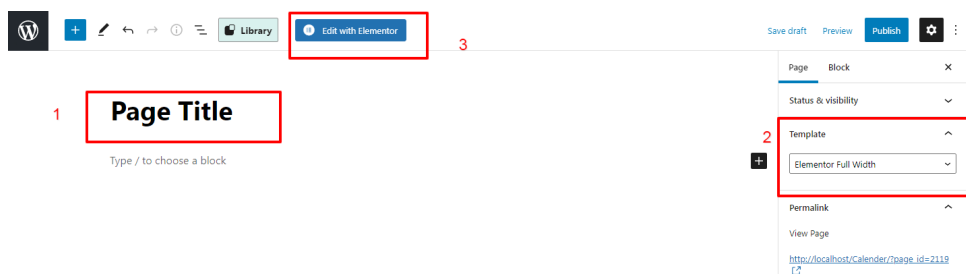 Library
Edit with Elementor
3
Save draft
Preview
Publish
Page
Block
1
Page Title
Status & visibility
2
Template
Type / to choose a block
Elementor Full Width
Permalink
View Page
http://localhost/Calender/?page_id=2119